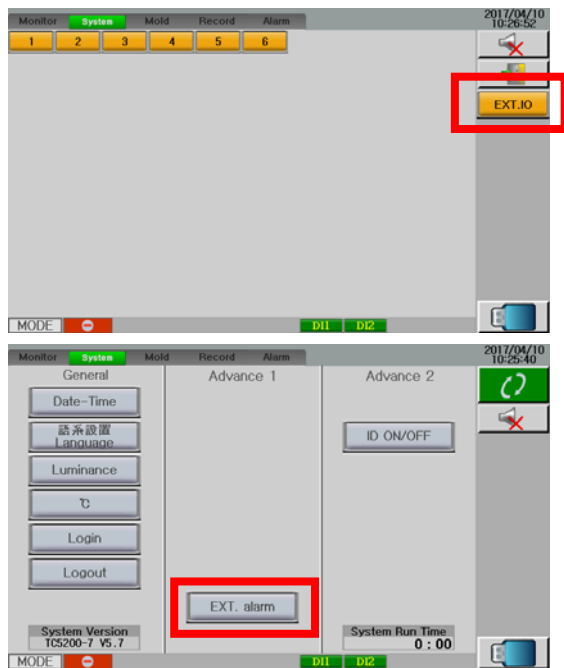 Monitor System Mold Record Alarm
2017/04/10
10:26:52
1 2 3 4 5 6
EXT.IO
MODE DI1 DI2
Monitor System Mold Record Alarm
2017/04/10
10:25:40
General Advance 1 Advance 2
Date-Time
語系設置
Language
ID ON/OFF
Luminance
℃
Login
Logout
EXT. alarm
System Version
TC5200-7 V5.7
System Run Time
0 : 00
MODE DI1 DI2